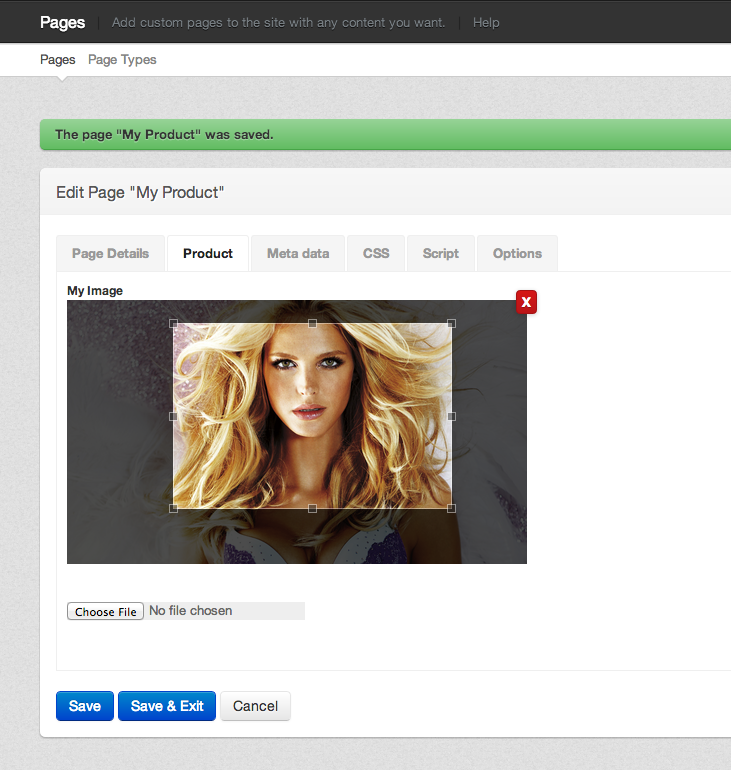 Pages Add custom pages to the site with any content you want. Help
Pages Page Types
The page "My Product" was saved.
Edit Page "My Product"
Page Details Product Meta data CSS Script Options
My Image
X
Choose File No file chosen
Save Save & Exit Cancel